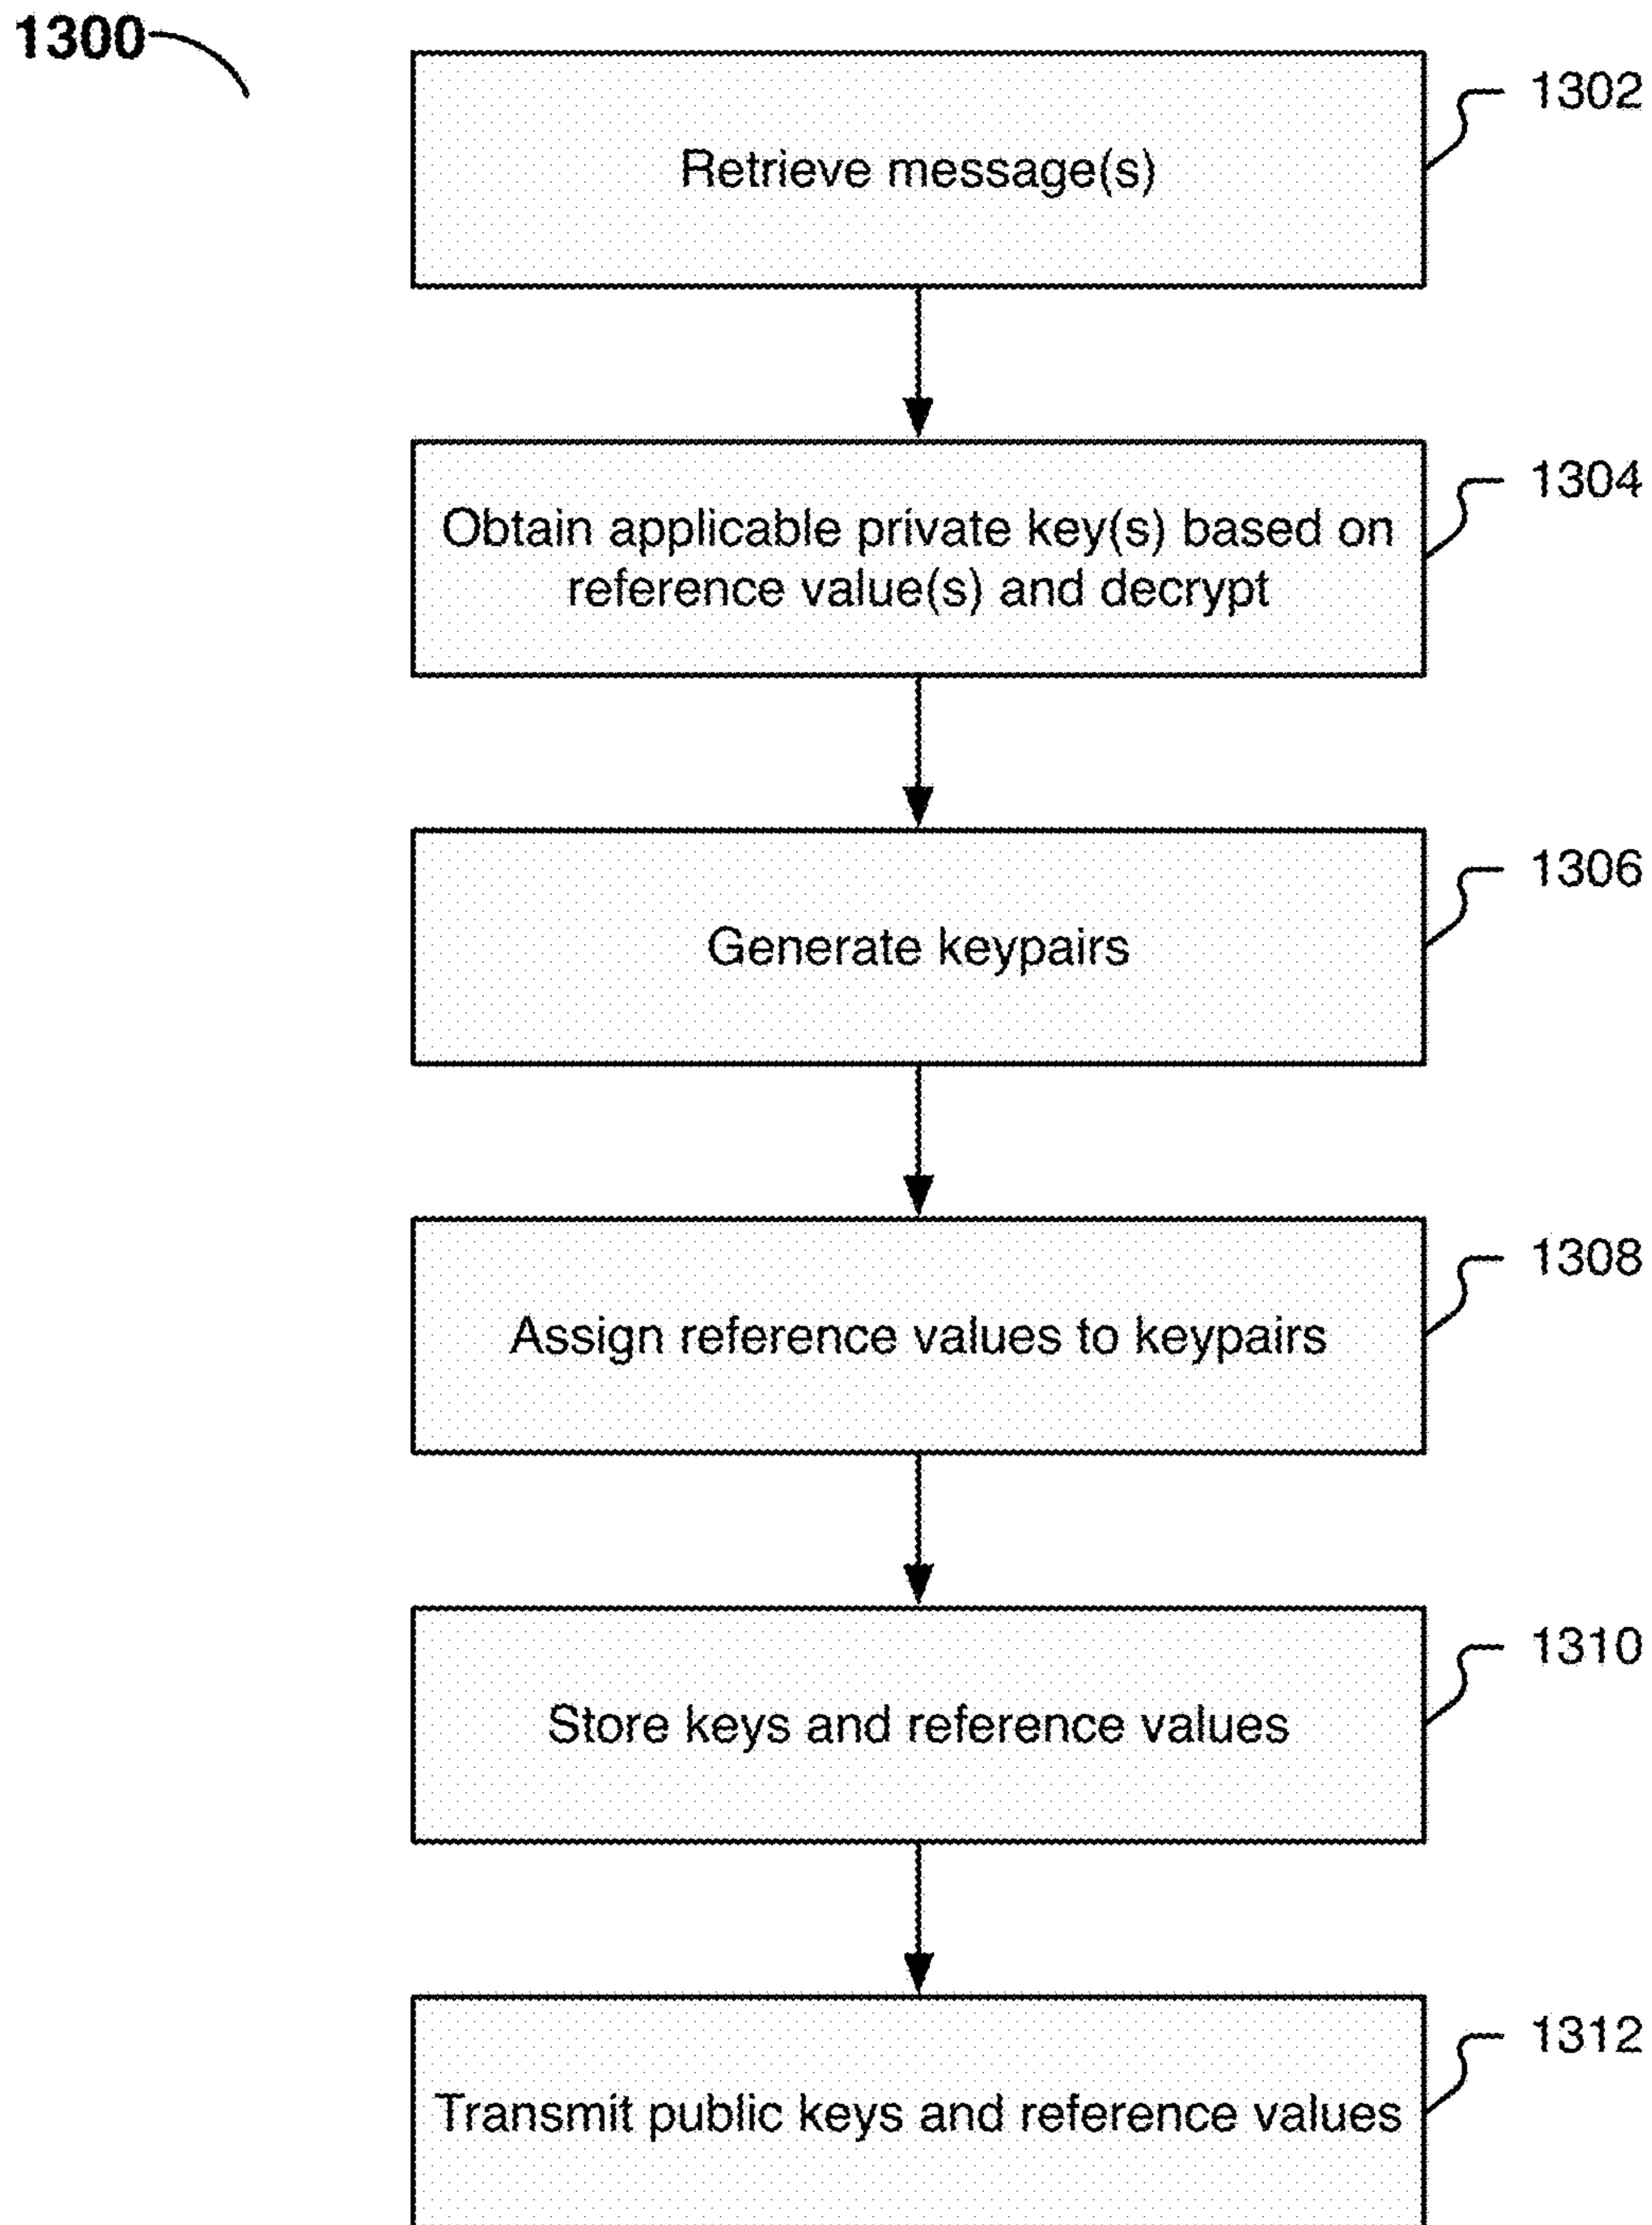 1300
1302
Retrieve message(s)
1304
Obtain applicable private key(s) based on
reference value(s) and decrypt
1306
Generate keypairs
1308
Assign reference values to keypairs
1310
Store keys and reference values
1312
Transmit public keys and reference values